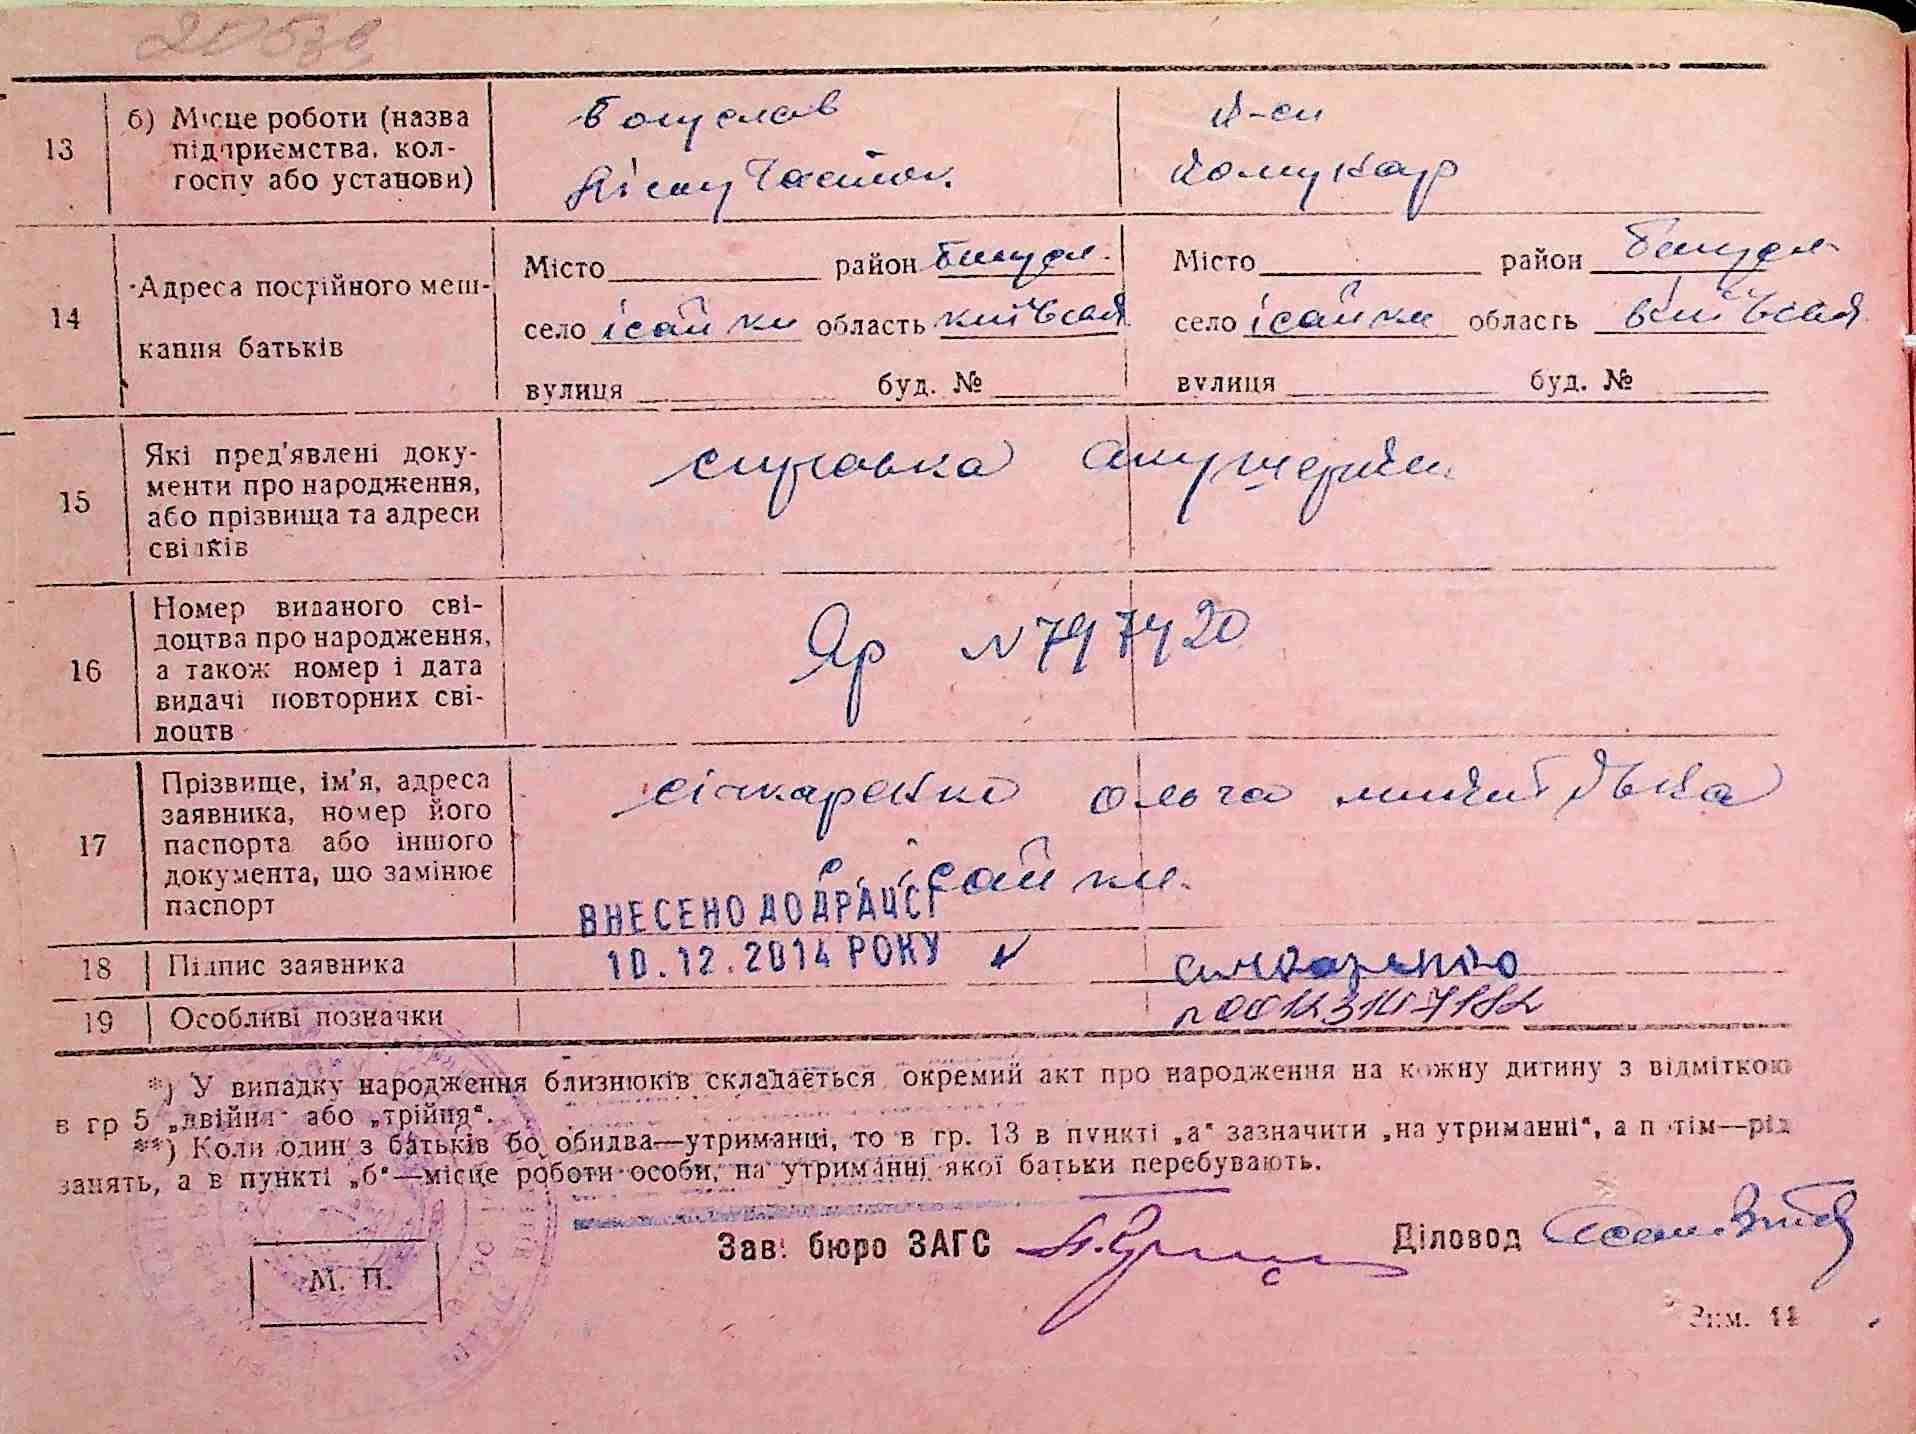 13
б) Місце роботи (назва
підприємства, кол-
госпу або установи)
Богуслав
К-сп
Комунар
14
Адреса постійного меш-
кання батьків
Місто район Богусл.
село Ісайки область Київська
вулиця буд. №
Місто район Богусл.
село Ісайки область Київська
вулиця буд. №
15
Які пред'явлені доку-
менти про народження,
або прізвища та адреси
свідків
справка акушерки
16
Номер виданого сві-
доцтва про народження,
а також номер і дата
видачі повторних сві-
доцтв
Яр N 797420
17
Прізвище, ім'я, адреса
заявника, номер його
паспорта або іншого
документа, що замінює
паспорт
Січкаренко Ольга Микитівна
с. Ісайки.
ВНЕСЕНО ДО ДРАЦСГ
10.12.2014 РОКУ
18
Підпис заявника
Сичкаренко
19
Особливі позначки
*) У випадку народження близнюків складається окремий акт про народження на кожну дитину з відміткою
в гр 5 „двійня" або „трійня".
**) Коли один з батьків бо обидва—утриманці, то в гр. 13 в пункті „а" зазначити „на утриманні", а п тім—рід
занять, а в пункті „б"—місце роботи особи, на утриманні якої батьки перебувають.
Зав. бюро ЗАГС
Діловод
М. П.